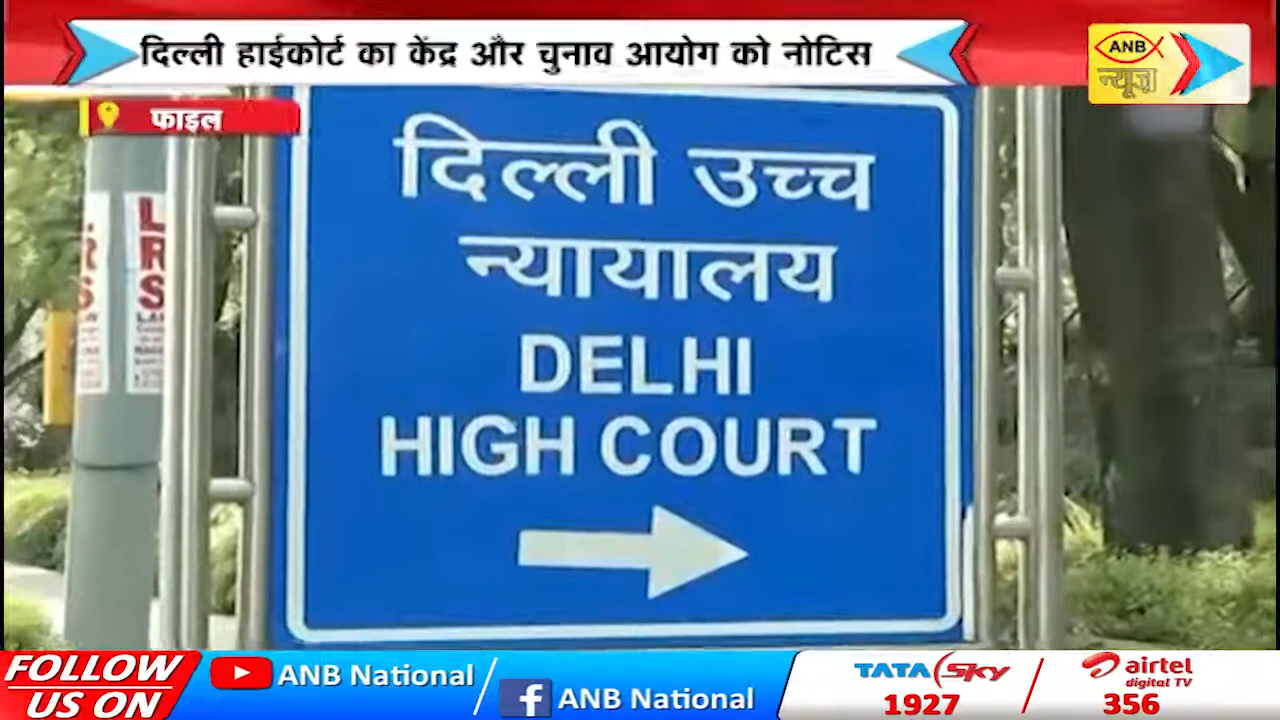 दिल्ली हाईकोर्ट का केंद्र और चुनाव आयोग को नोटिस
ANB
न्यूज़
फाइल
दिल्ली उच्च
न्यायालय
DELHI
HIGH COURT
L
R
S
FOLLOW
US ON
ANB National
ANB National
TATA Sky
1927
airtel
digital TV
356